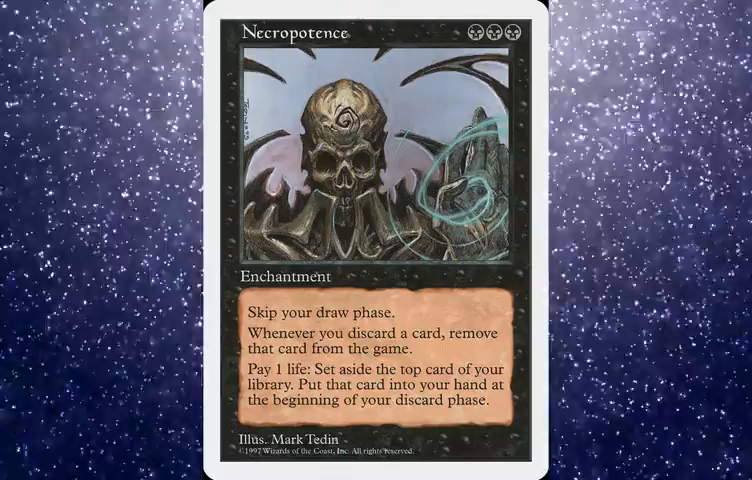 Necropotence
Enchantment
Skip your draw phase.
Whenever you discard a card, remove
that card from the game.
Pay 1 life: Set aside the top card of your
library. Put that card into your hand at
the beginning of your discard phase.
Illus. Mark Tedin
©1997 Wizards of the Coast, Inc. All rights reserved.